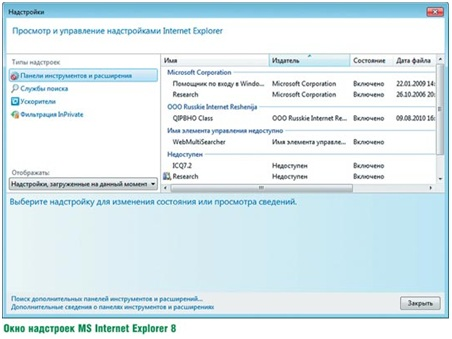 Надстройки
Просмотр и управление надстройками Internet Explorer
Типы надстроек
Панели инструментов и расширения
Службы поиска
Ускорители
Фильтрация InPrivate
Отображать:
Надстройки, загруженные на данный момент
Имя Издатель Состояние Дата файла
Microsoft Corporation
Помощник по входу в Windo... Microsoft Corporation Включено 22.01.2009 14:
Research Microsoft Corporation Включено 26.10.2006 20:
OOO Russkie Internet Reshenija
QIPBHO Class OOO Russkie Internet Re... Включено 09.08.2010 16:
Имя элемента управления недоступно
WebMultiSearcher Имя элемента управле... Включено
Недоступен
ICQ7.2 Недоступен Включено
Research Недоступен Включено
Выберите надстройку для изменения состояния или просмотра сведений.
Поиск дополнительных панелей инструментов и расширений...
Дополнительные сведения о панелях инструментов и расширениях
Закрыть
Окно надстроек MS Internet Explorer 8